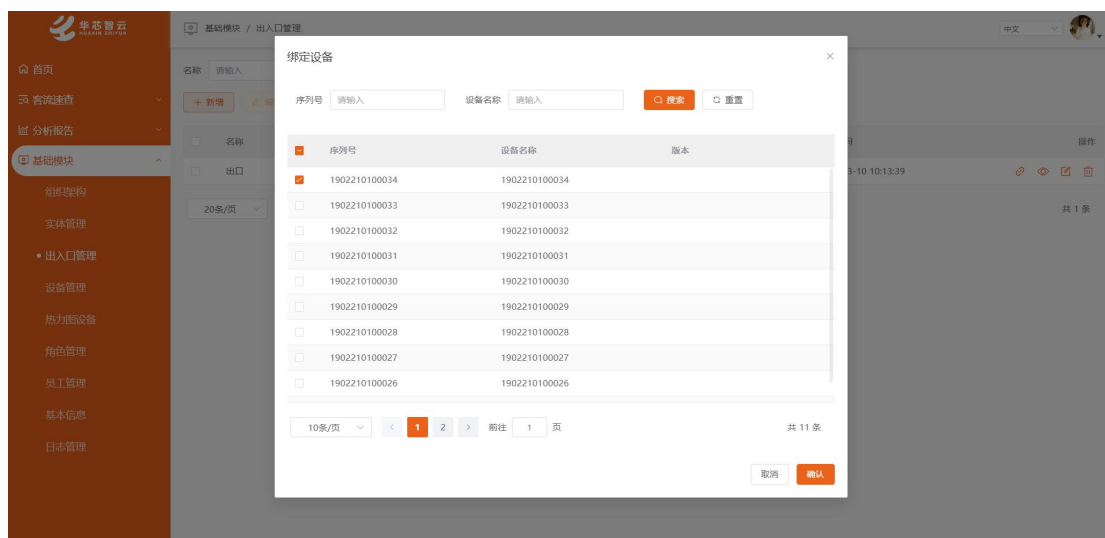 华芯智云
HUAXIN ZHIYUN
基础模块 / 出入口管理
中文
首页
客流速查
分析报告
基础模块
组织架构
实体管理
出入口管理
设备管理
热力图设备
角色管理
员工管理
基本信息
日志管理
名称 请输入
+ 新增
名称
操作
出口
3-10 10:13:39
20条/页
共 1 条
绑定设备
序列号 请输入 设备名称 请输入 搜索 重置
序列号 设备名称 版本
1902210100034 1902210100034
1902210100033 1902210100033
1902210100032 1902210100032
1902210100031 1902210100031
1902210100030 1902210100030
1902210100029 1902210100029
1902210100028 1902210100028
1902210100027 1902210100027
1902210100026 1902210100026
10条/页 < 1 2 > 前往 1 页 共 11 条
取消 确认